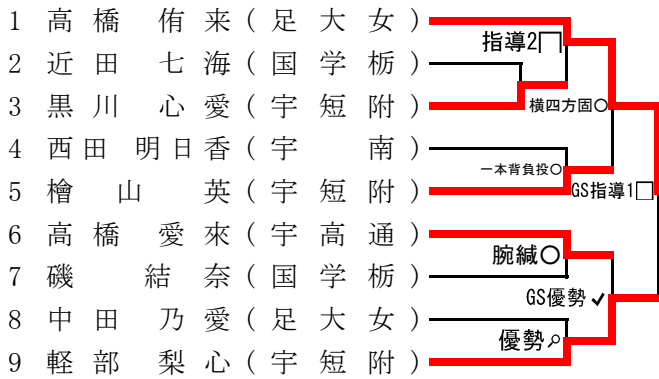 1 高橋 侑来(足大女)
指導2□
2 近田 七海(国学栃)
3 黒川 心愛(宇短附)
横四方固○
4 西田 明日香(宇 南)
一本背負投○
5 檜山 英(宇短附)
GS指導1□
6 高橋 愛來(宇高通)
腕緘○
7 磯 結奈(国学栃)
GS優勢✓
8 中田 乃愛(足大女)
優勢
9 軽部 梨心(宇短附)